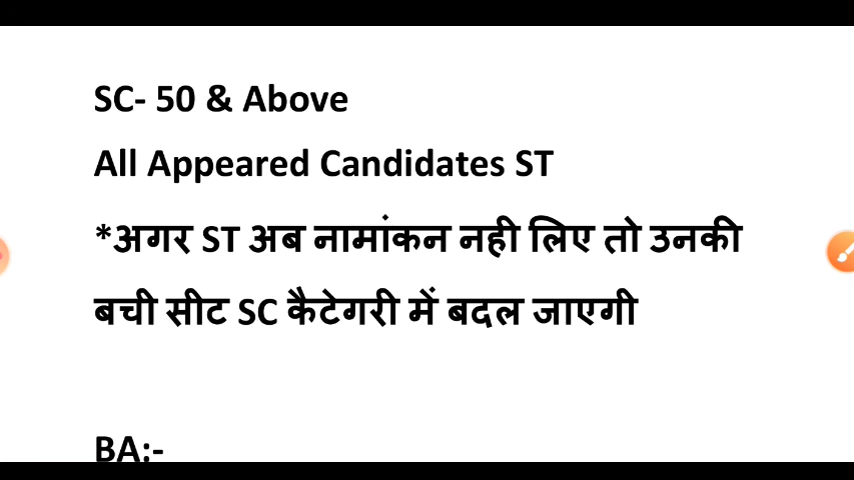 SC- 50 & Above
All Appeared Candidates ST
*अगर ST अब नामांकन नही लिए तो उनकी
बची सीट SC कैटेगरी में बदल जाएगी
BA:-